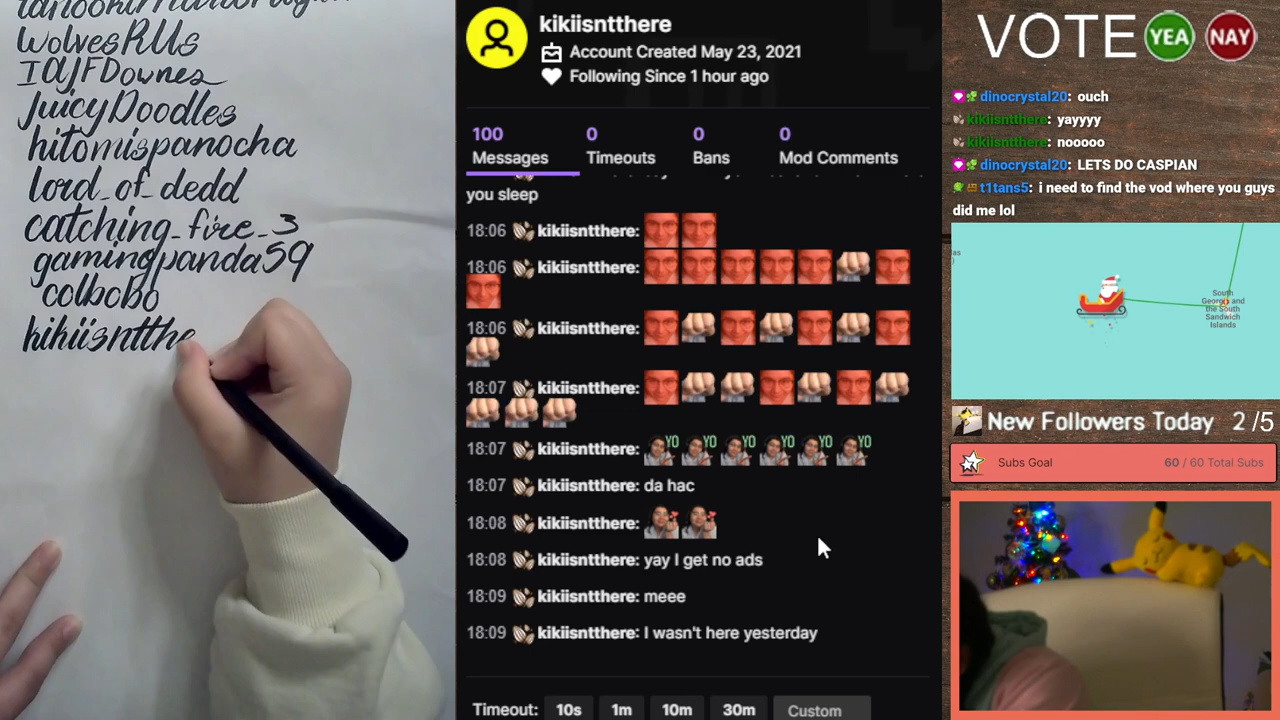 WolvesRUs
IAJFDownes
JuicyDoodles
hitomispanocha
lord_of_dedd
catching_fire_3
gamingpanda59
colbobo
kikiisntthe
kikiisntthere
Account Created May 23, 2021
Following Since 1 hour ago
100 0 0 0
Messages Timeouts Bans Mod Comments
you sleep
18:06 kikiisntthere:
18:06 kikiisntthere:
18:06 kikiisntthere:
18:07 kikiisntthere:
18:07 kikiisntthere: YO YO YO YO YO YO
18:07 kikiisntthere: da hac
18:08 kikiisntthere:
18:08 kikiisntthere: yay I get no ads
18:09 kikiisntthere: meee
18:09 kikiisntthere: I wasn't here yesterday
Timeout: 10s 1m 10m 30m Custom
VOTE YEA NAY
dinocrystal20: ouch
kikiisntthere: yayyyy
kikiisntthere: nooooo
dinocrystal20: LETS DO CASPIAN
t1tans5: i need to find the vod where you guys
did me lol
South
Georgia and
the South
Sandwich
Islands
New Followers Today 2 /5
Subs Goal 60 / 60 Total Subs